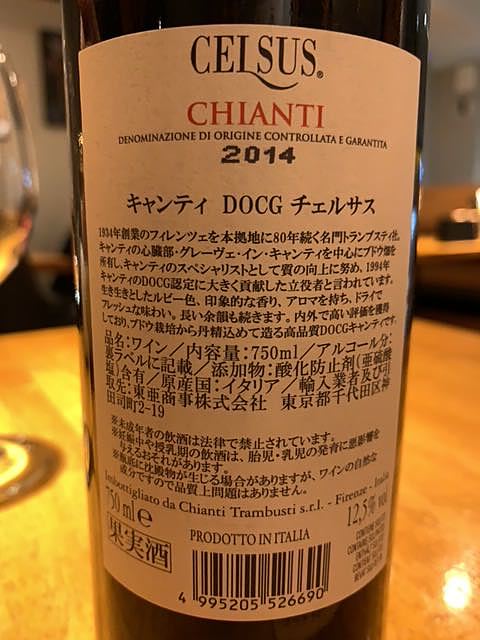 CELSUS®
CHIANTI
DENOMINAZIONE DI ORIGINE CONTROLLATA E GARANTITA
2014
キャンティ DOCG チェルサス
1934年創業のフィレンツェを本拠地に80年続く名門トランブスティ社。
キャンティの心臓部・グレーヴェ・イン・キャンティを中心にブドウ畑を
所有し、キャンティのスペシャリストとして質の向上に努め、1994年
キャンティのDOCG認定に大きく貢献した立役者と言われています。
生き生きとしたルビー色、印象的な香り、アロマを持ち、ドライで
フレッシュな味わい。長い余韻も続きます。内外で高い評価を獲得
しており、ブドウ栽培から丹精込めて造る高品質DOCGキャンティです。
品名:ワイン/内容量:750ml/アルコール分:
裏ラベルに記載/添加物:酸化防止剤(亜硫酸
塩)含有/原産国:イタリア/輸入業者及び引
取先:東亜商事株式会社 東京都千代田区神
田司町2-19
※未成年者の飲酒は法律で禁止されています。
※妊娠中や授乳期の飲酒は、胎児・乳児の発育に悪影響を
与えるおそれがあります。
※瓶底に沈殿物が生じる場合がありますが、ワインの自然な
成分ですので品質上問題はありません。
Imbottigliato da Chianti Trambusti s.r.l. - Firenze - Italia
750 ml e
12,5% vol
果実酒
PRODOTTO IN ITALIA
4 995205 526690